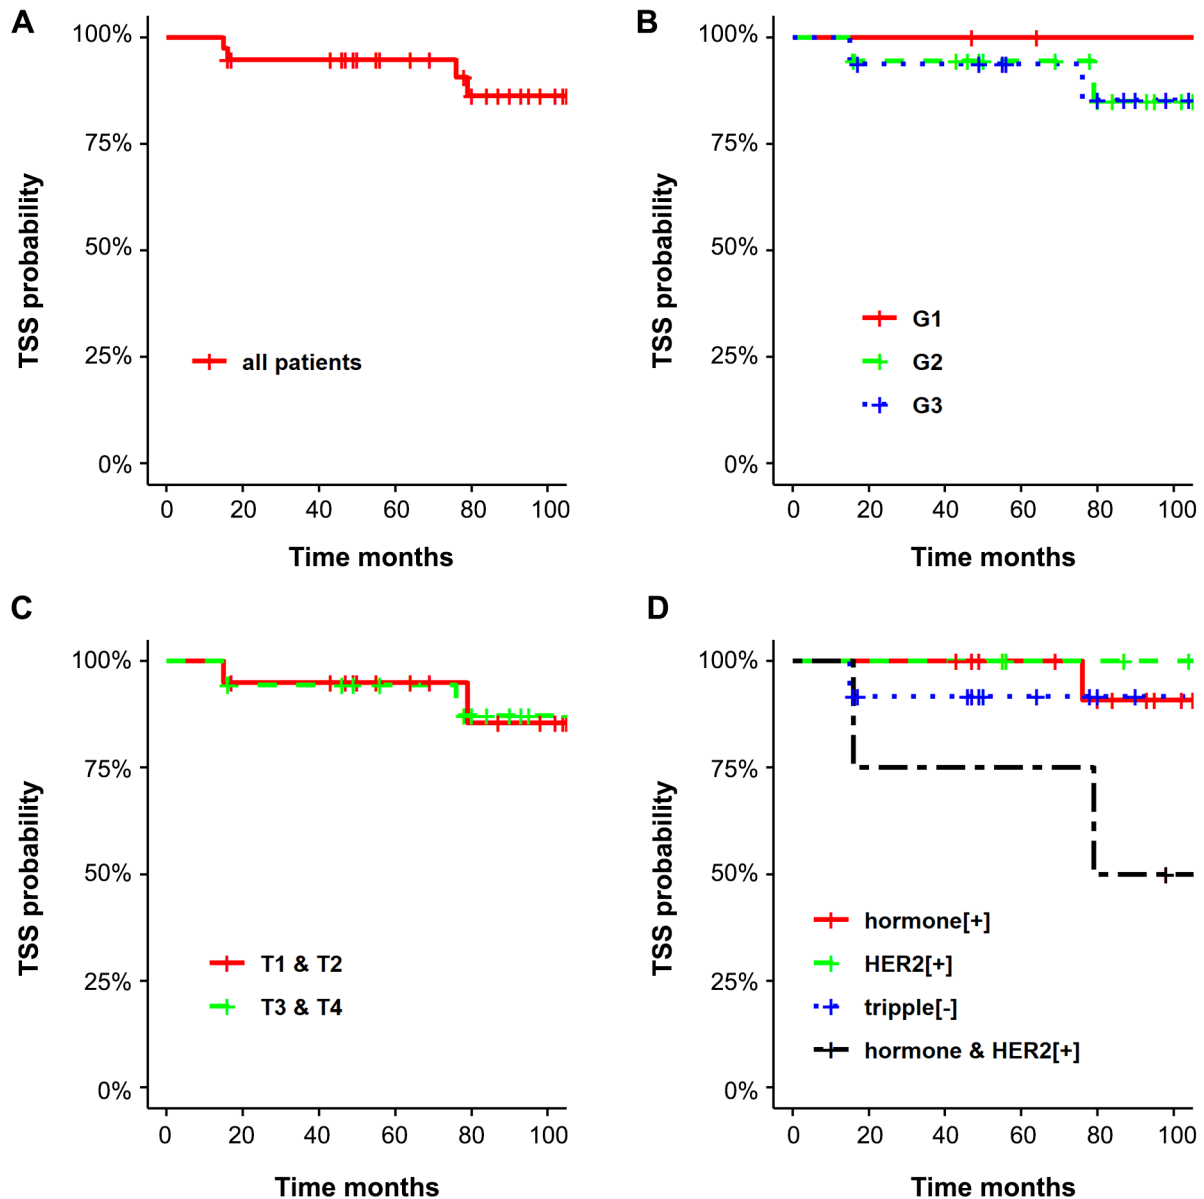 A
100%
75%
50%
25%
0%
TSS probability
all patients
0 20 40 60 80 100
Time months
B
100%
75%
50%
25%
0%
TSS probability
G1
G2
G3
0 20 40 60 80 100
Time months
C
100%
75%
50%
25%
0%
TSS probability
T1 & T2
T3 & T4
0 20 40 60 80 100
Time months
D
100%
75%
50%
25%
0%
TSS probability
hormone[+]
HER2[+]
tripple[-]
hormone & HER2[+]
0 20 40 60 80 100
Time months